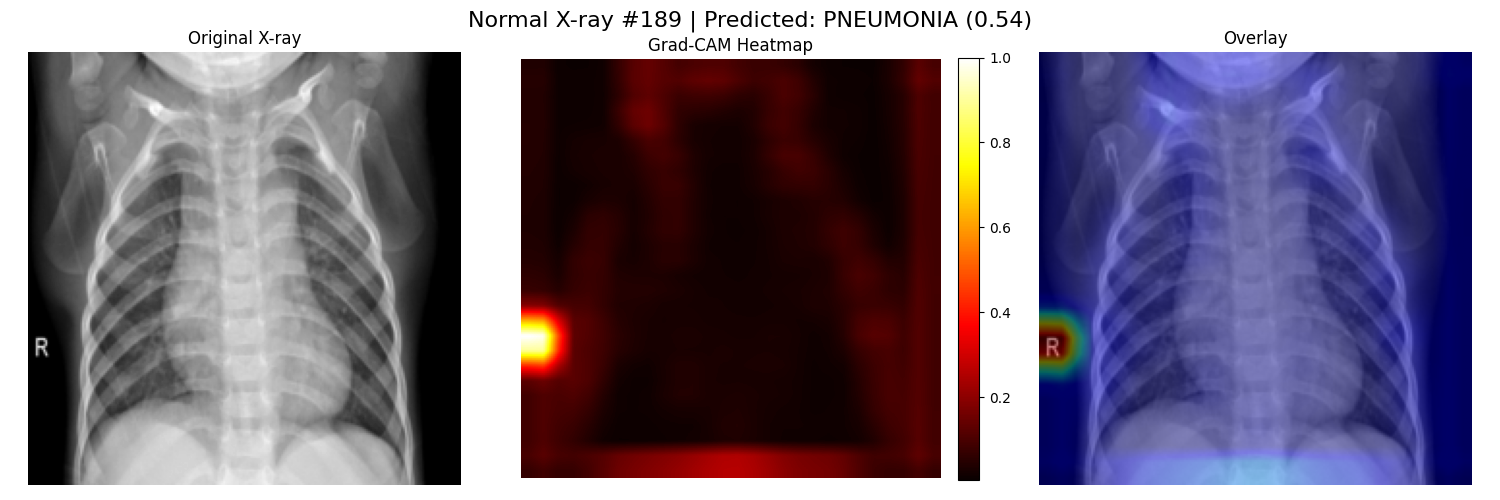 Normal X-ray #189 | Predicted: PNEUMONIA (0.54)
Original X-ray
Grad-CAM Heatmap
Overlay
1.0
0.8
0.6
0.4
0.2
R
R